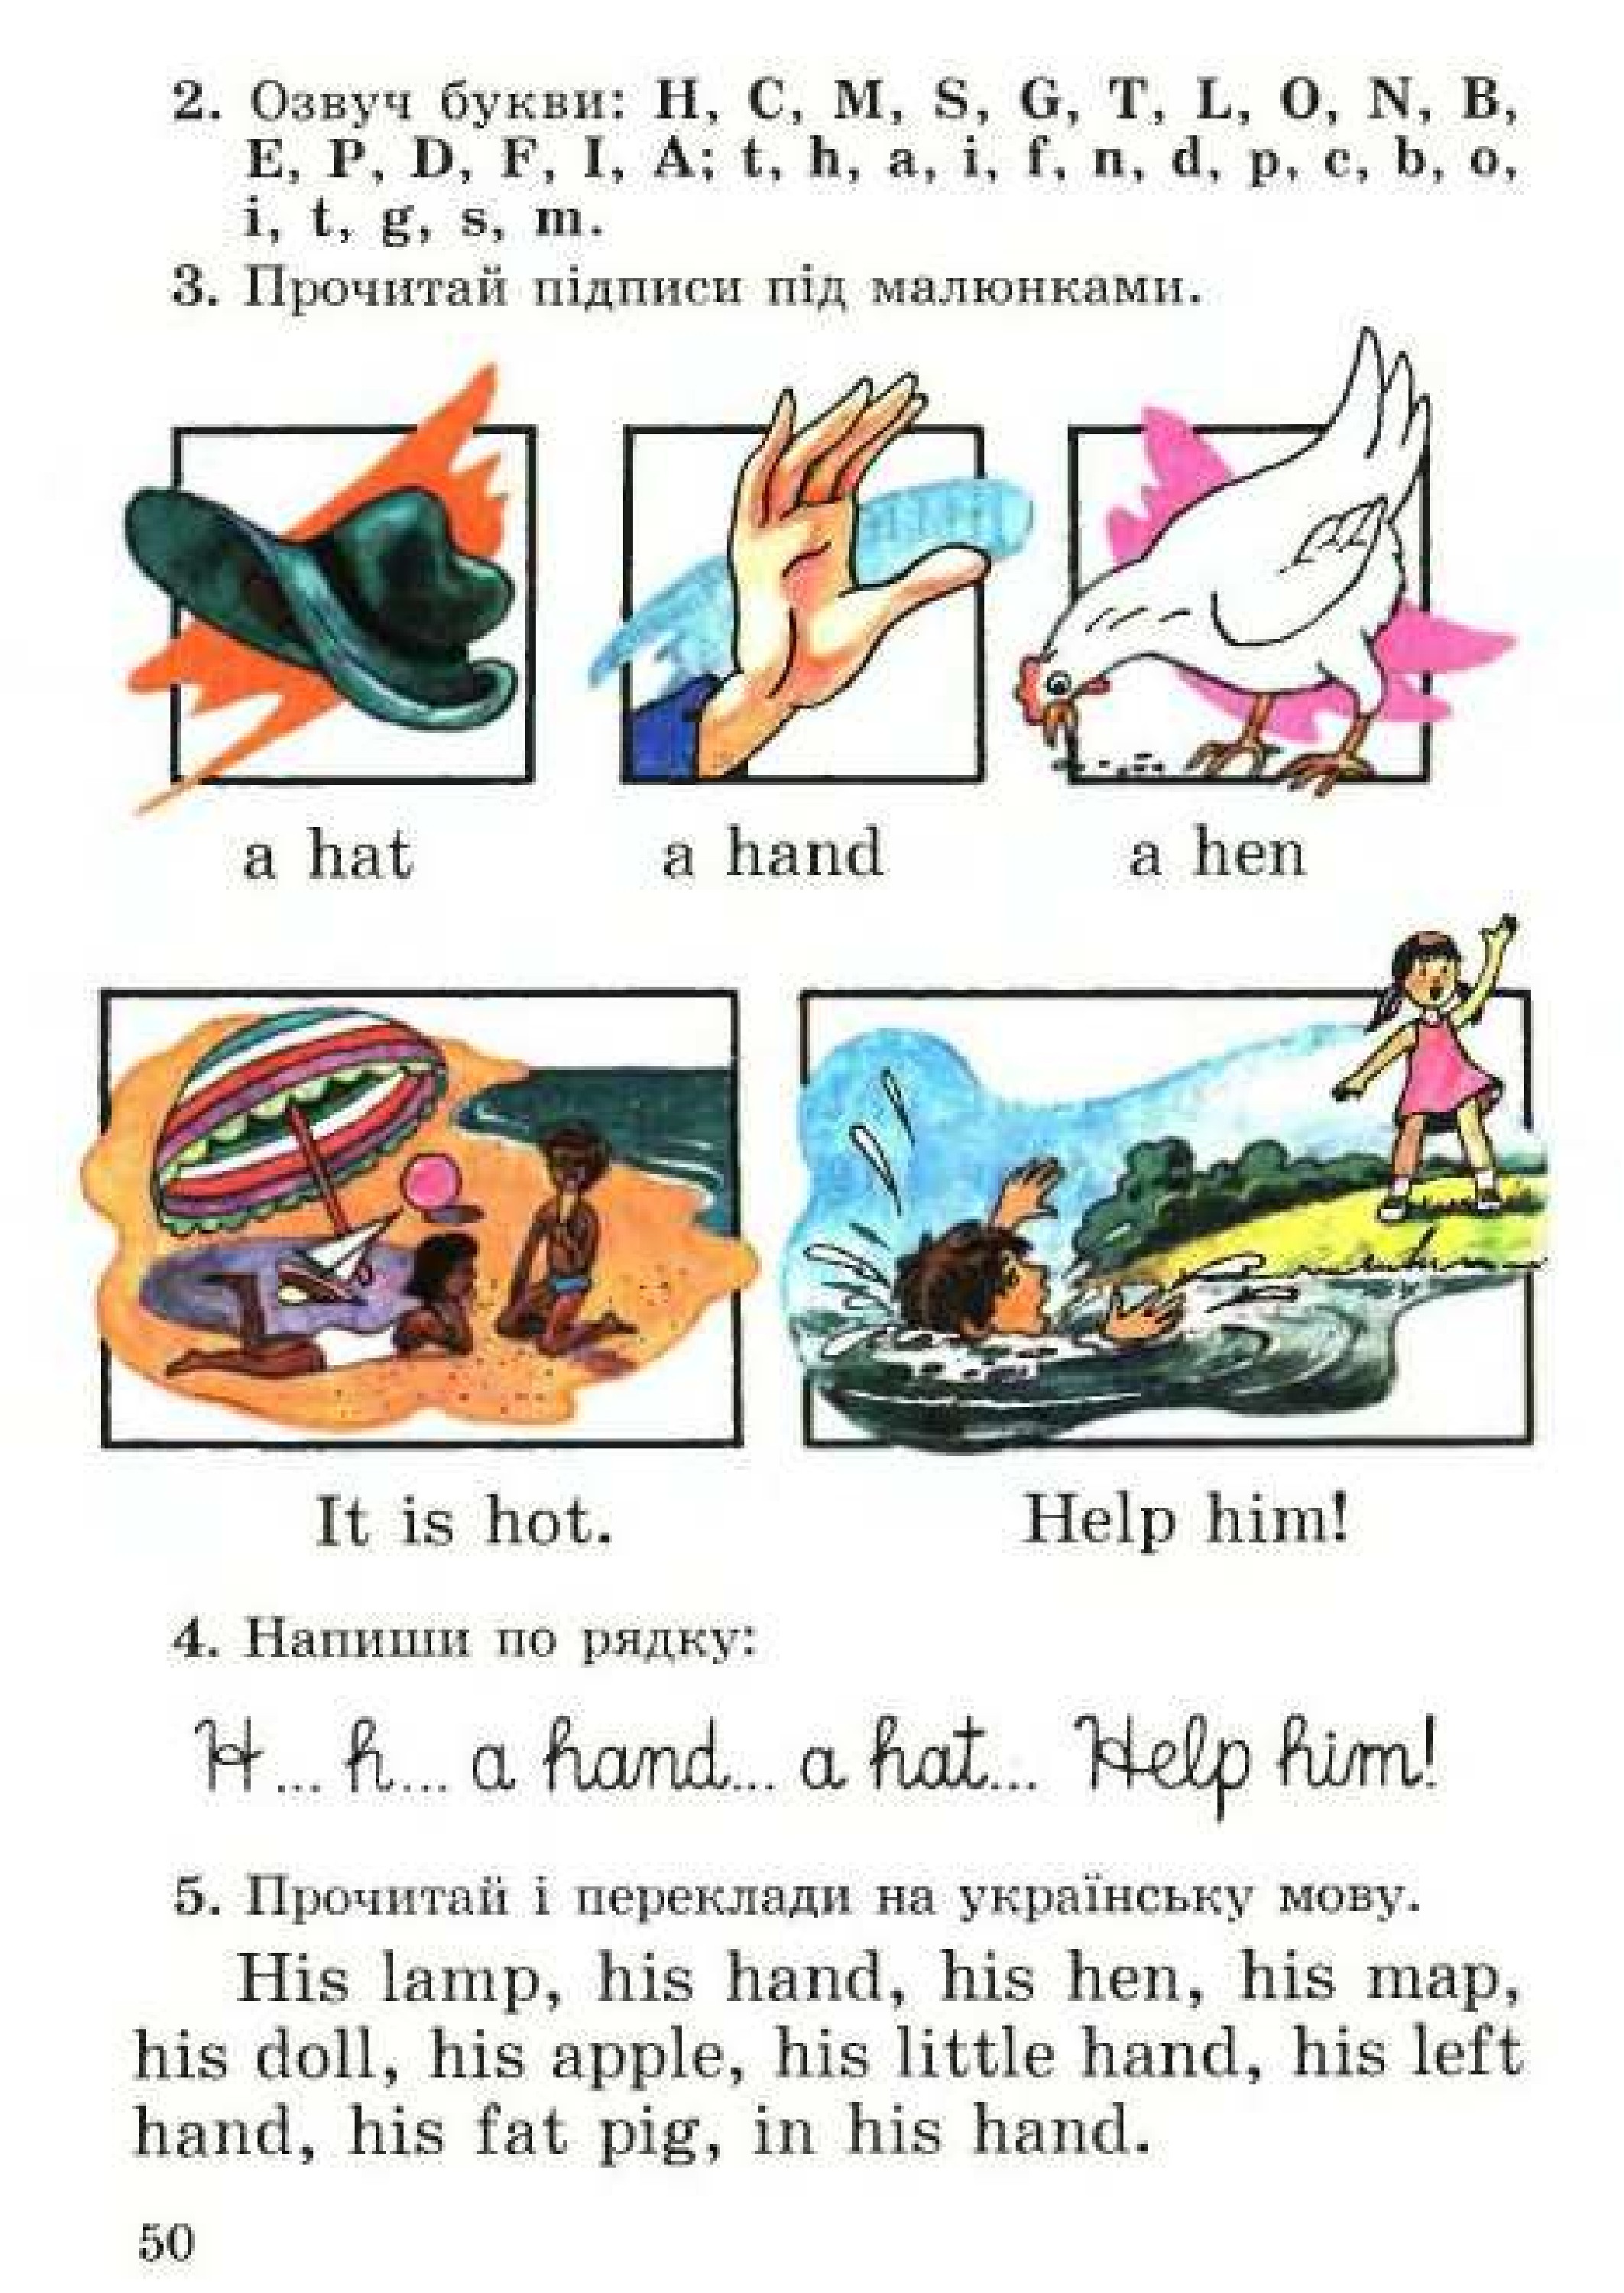 2. Озвуч букви: H, C, M, S, G, T, L, O, N, B,
E, P, D, F, I, A; t, h, a, i, f, n, d, p, c, b, o,
i, t, g, s, m.
3. Прочитай підписи під малюнками.
a hat a hand a hen
It is hot. Help him!
4. Напиши по рядку:
H... h... a hand... a hat... Help him!
5. Прочитай і переклади на українську мову.
His lamp, his hand, his hen, his map,
his doll, his apple, his little hand, his left
hand, his fat pig, in his hand.
50